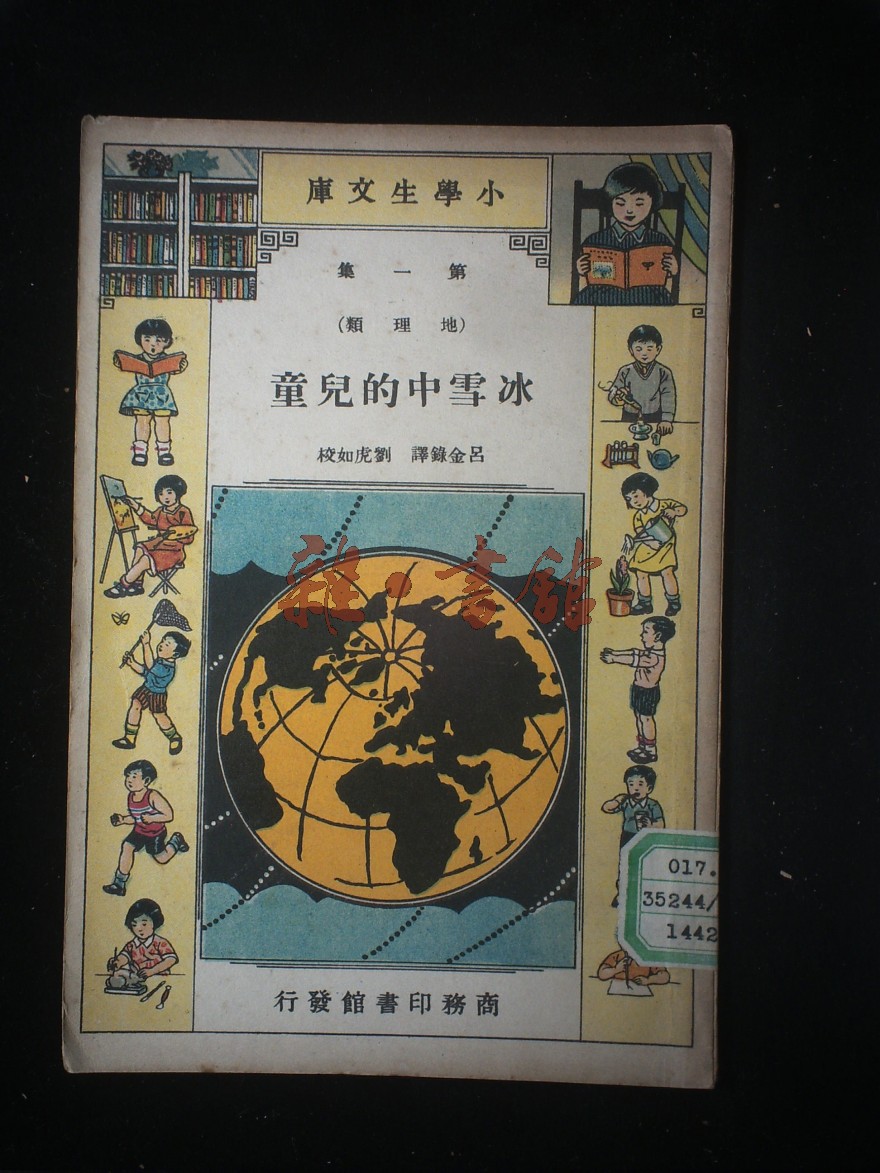 小學生文庫
第一集
（地理類）
冰雪中的兒童
呂金錄譯 劉虎如校
雜·書館
商務印書館發行
017.
35244/
1442